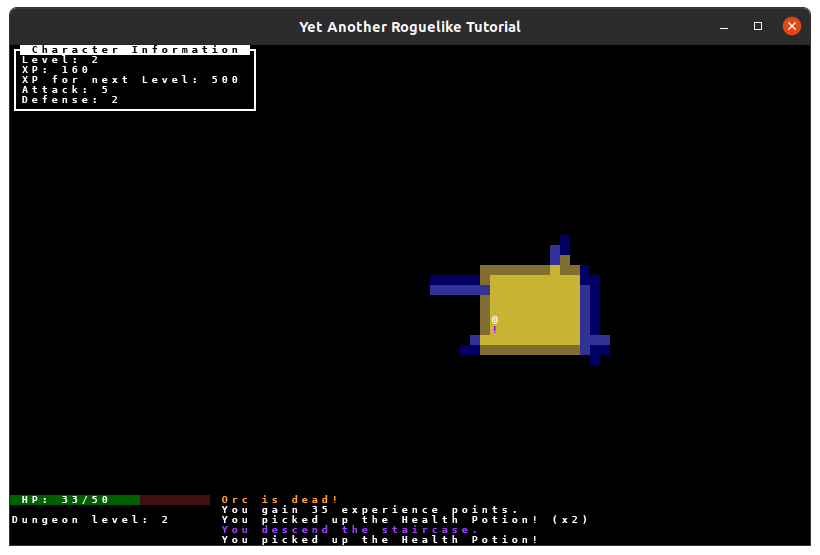 Yet Another Roguelike Tutorial
Character Information
Level: 2
XP: 160
XP for next Level: 500
Attack: 5
Defense: 2
@
!
HP: 33/50
Dungeon level: 2
Orc is dead!
You gain 35 experience points.
You picked up the Health Potion! (x2)
You descend the staircase.
You picked up the Health Potion!